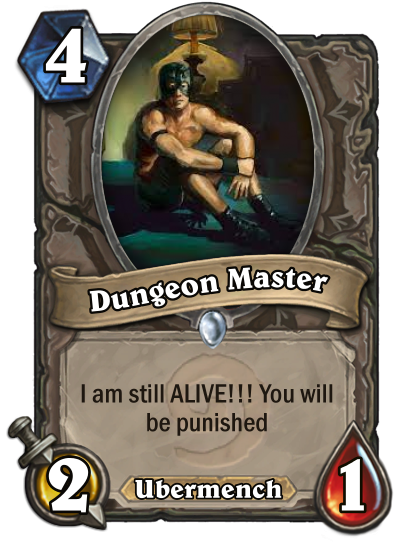 4
Dungeon Master
I am still ALIVE!!! You will
be punished
2
Ubermench
1